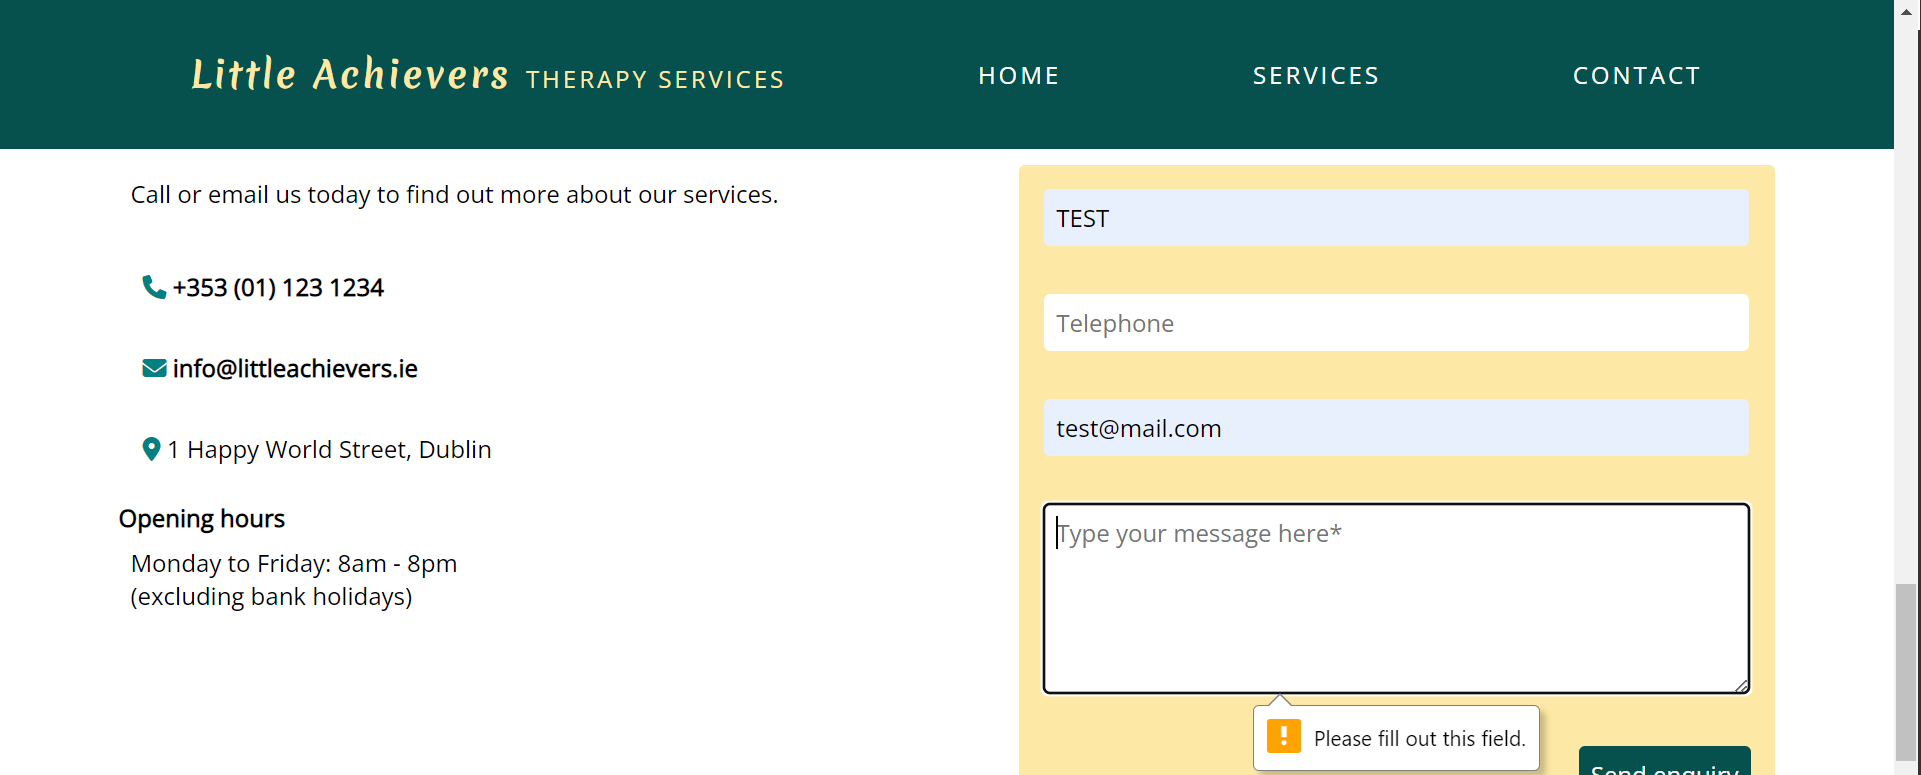 Little Achievers THERAPY SERVICES
HOME
SERVICES
CONTACT
Call or email us today to find out more about our services.
+353 (01) 123 1234
info@littleachievers.ie
1 Happy World Street, Dublin
Opening hours
Monday to Friday: 8am - 8pm
(excluding bank holidays)
TEST
Telephone
test@mail.com
Type your message here*
Please fill out this field.
Send enquiry